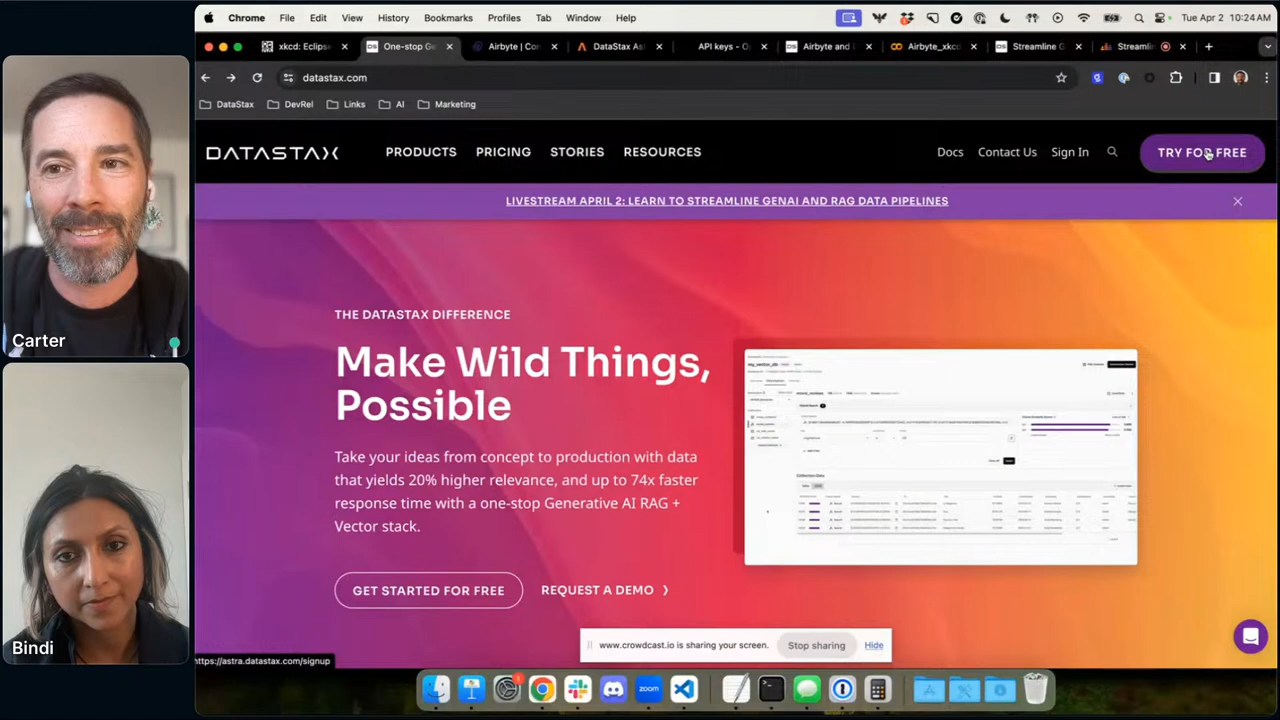 Chrome File Edit View History Bookmarks Profiles Tab Window Help
Tue Apr 2 10:24 AM
xkcd: Eclipse
One-stop Ge
Airbyte | Con
DataStax Ass
API keys - O
Airbyte and
Airbyte_xkc
Streamline G
Streamlin
datastax.com
DataStax DevRel Links AI Marketing
DATASTAX PRODUCTS PRICING STORIES RESOURCES Docs Contact Us Sign In TRY FOR FREE
LIVESTREAM APRIL 2: LEARN TO STREAMLINE GENAI AND RAG DATA PIPELINES
THE DATASTAX DIFFERENCE
Make Wild Things,
Possible
Take your ideas from concept to production with data
that yields 20% higher relevance, and up to 74x faster
response time with a one-stop Generative AI RAG +
Vector stack.
GET STARTED FOR FREE REQUEST A DEMO
www.crowdcast.io is sharing your screen. Stop sharing Hide
https://astra.datastax.com/signup
zoom
Carter
Bindi